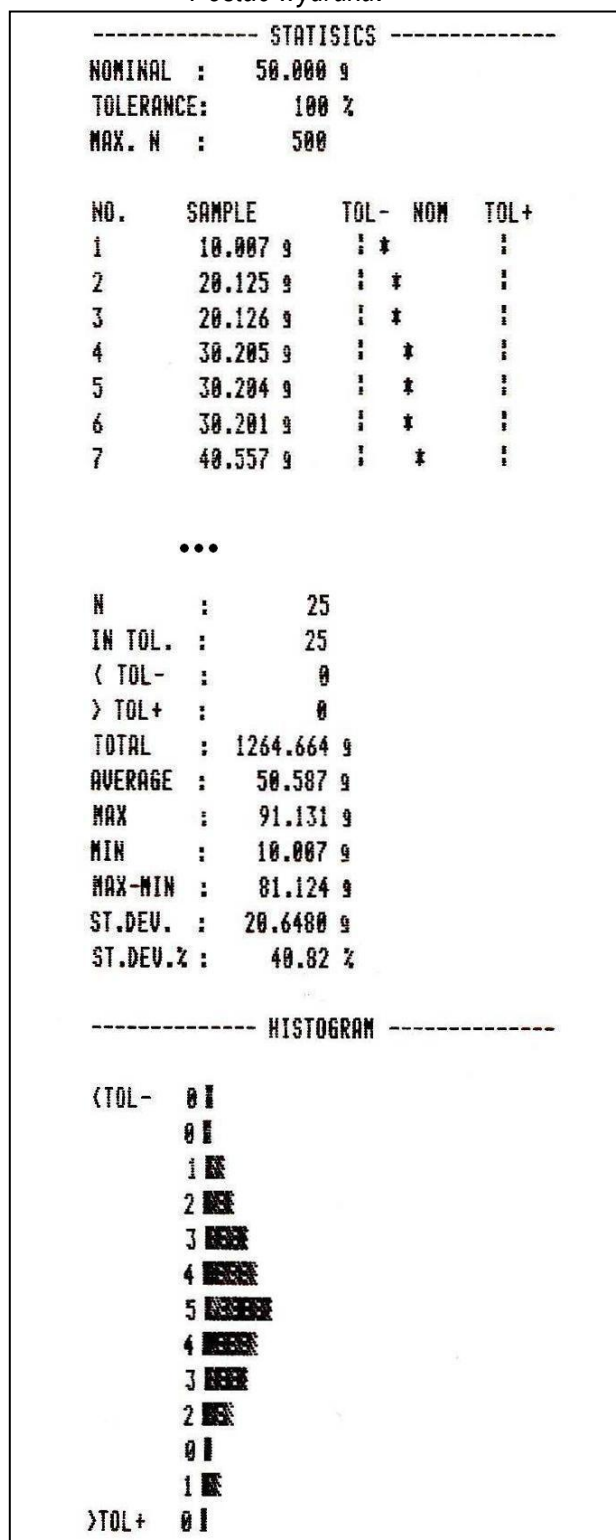 Postać wydruku:
-------------- STATISICS --------------
NOMINAL : 50.000 g
TOLERANCE: 100 %
MAX. N : 500
NO. SAMPLE TOL- NOM TOL+
1 10.007 g ¦ * ¦
2 20.125 g ¦ * ¦
3 20.126 g ¦ * ¦
4 30.205 g ¦ * ¦
5 30.204 g ¦ * ¦
6 30.201 g ¦ * ¦
7 40.557 g ¦ * ¦
...
N : 25
IN TOL. : 25
< TOL- : 0
> TOL+ : 0
TOTAL : 1264.664 g
AVERAGE : 50.587 g
MAX : 91.131 g
MIN : 10.007 g
MAX-MIN : 81.124 g
ST.DEV. : 20.6480 g
ST.DEV.% : 40.82 %
-------------- HISTOGRAM --------------
<TOL- 0
0
1
2
3
4
5
4
3
2
0
1
>TOL+ 0